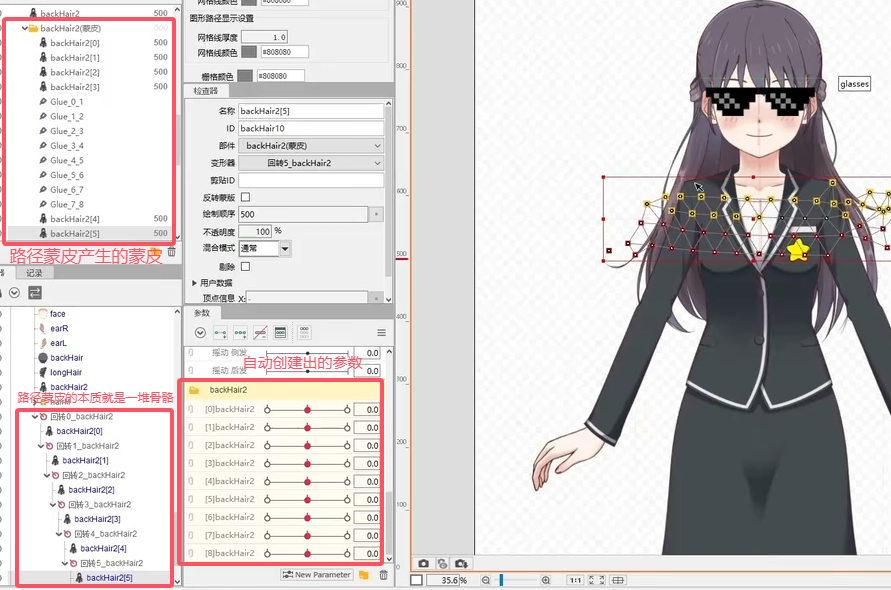 backHair2 500
backHair2(蒙皮) 500
backHair2[0] 500
backHair2[1] 500
backHair2[2] 500
backHair2[3] 500
Glue_0_1
Glue_1_2
Glue_2_3
Glue_3_4
Glue_4_5
Glue_5_6
Glue_6_7
Glue_7_8
backHair2[4] 500
backHair2[5] 500
路径蒙皮产生的蒙皮
记录
face
earR
earL
backHair
longHair
backHair2
路径蒙皮的本质就是一堆骨骼
回转0_backHair2
backHair2[0]
回转1_backHair2
backHair2[1]
回转2_backHair2
backHair2[2]
回转3_backHair2
backHair2[3]
回转4_backHair2
backHair2[4]
回转5_backHair2
backHair2[5]
网格线颜色 #808080
图形路径显示设置
网格线厚度 1.0
网格线颜色 #808080
栅格颜色 #808080
检查器
名称 backHair2[5]
ID backHair10
部件 backHair2(蒙皮)
变形器 回转5_backHair2
剪贴ID
反转蒙版
绘制顺序 500
不透明度 100 %
混合模式 通常
剔除
用户数据
顶点信息 X: -
参数
摇动 侧发 0.0
摇动 后发 0.0
自动创建出的参数
backHair2
[0]backHair2 0.0
[1]backHair2 0.0
[2]backHair2 0.0
[3]backHair2 0.0
[4]backHair2 0.0
[5]backHair2 0.0
[6]backHair2 0.0
[7]backHair2 0.0
[8]backHair2 0.0
New Parameter
900
800
700
600
500
400
300
200
100
0
glasses
35.6 %
1:1